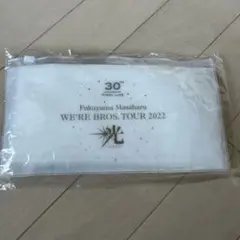 30TH
Fukuyama Masaharu
WE'RE BROS. TOUR 2022
光